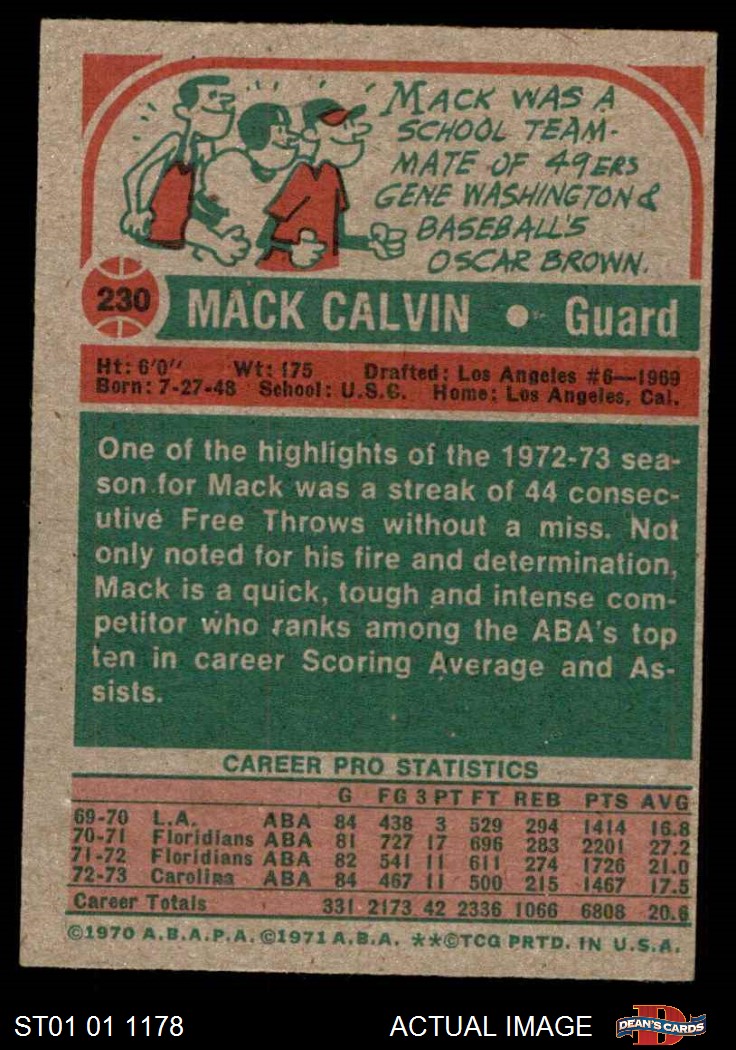 MACK WAS A
SCHOOL TEAM-
MATE OF 49ERS
GENE WASHINGTON &
BASEBALL'S
OSCAR BROWN.
230 MACK CALVIN • Guard
Ht: 6'0" Wt: 175 Drafted: Los Angeles #6—1969
Born: 7-27-48 School: U.S.C. Home: Los Angeles, Cal.
One of the highlights of the 1972-73 sea-
son for Mack was a streak of 44 consec-
utive Free Throws without a miss. Not
only noted for his fire and determination,
Mack is a quick, tough and intense com-
petitor who ranks among the ABA's top
ten in career Scoring Average and As-
sists.
CAREER PRO STATISTICS
G FG 3 PT FT REB PTS AVG
69-70 L.A. ABA 84 438 3 529 294 1414 16.8
70-71 Floridians ABA 81 727 17 696 283 2201 27.2
71-72 Floridians ABA 82 541 11 611 274 1726 21.0
72-73 Carolina ABA 84 467 11 500 215 1467 17.5
Career Totals 331 2173 42 2336 1066 6808 20.6
©1970 A.B.A.P.A. ©1971 A.B.A. **©TCG PRTD. IN U.S.A.
ST01 01 1178 ACTUAL IMAGE D DEAN'S CARDS